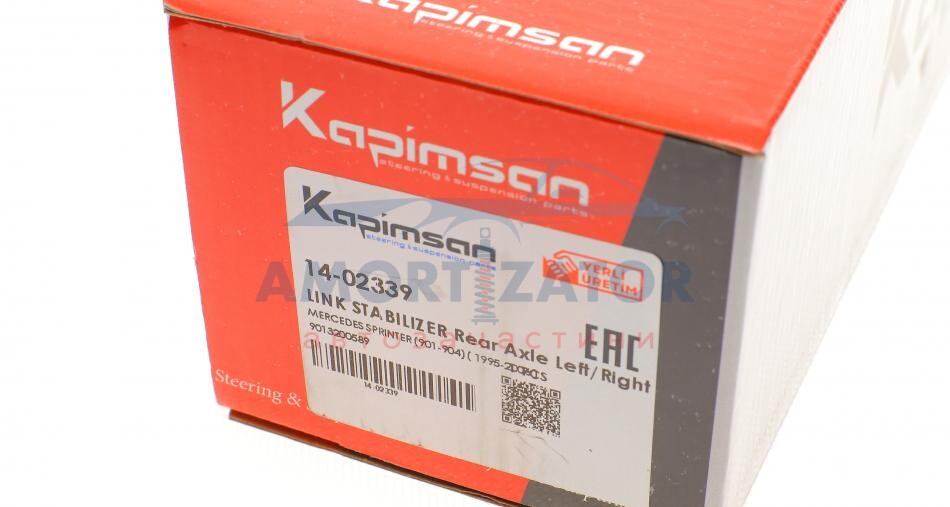 Kapimsan
steering & suspension parts
Kapimsan
steering & suspension parts
Kapimsan
steering & suspension parts
YERLİ
ÜRETİM
14-02339
AMORTIZATOR
автозапчастини
LINK STABILIZER Rear Axle Left/Right
EAC
MERCEDES SPRINTER (901-904) ( 1995-
9013200589
14-02339
Steering &